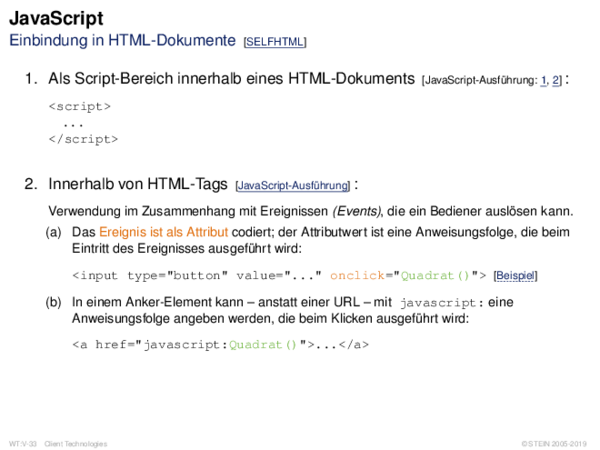 JavaScript
Einbindung in HTML-Dokumente [SELFHTML]
1. Als Script-Bereich innerhalb eines HTML-Dokuments [JavaScript-Ausführung: 1, 2] :
<script>
...
</script>
2. Innerhalb von HTML-Tags [JavaScript-Ausführung] :
Verwendung im Zusammenhang mit Ereignissen (Events), die ein Bediener auslösen kann.
(a) Das Ereignis ist als Attribut codiert; der Attributwert ist eine Anweisungsfolge, die beim
Eintritt des Ereignisses ausgeführt wird:
<input type="button" value="..." onclick="Quadrat()"> [Beispiel]
(b) In einem Anker-Element kann – anstatt einer URL – mit javascript: eine
Anweisungsfolge angeben werden, die beim Klicken ausgeführt wird:
<a href="javascript:Quadrat()">...</a>
WT:V-33 Client Technologies © STEIN 2005-2019